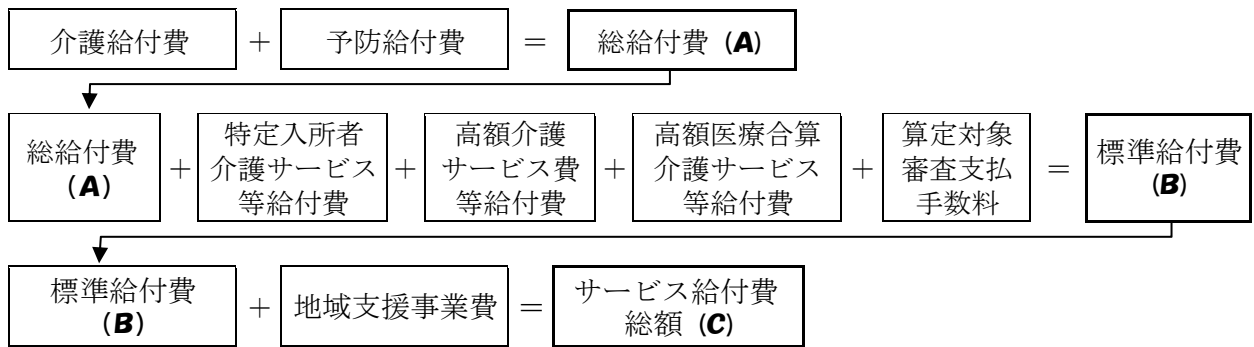 介護給付費 + 予防給付費 = 総給付費 (A)
総給付費 (A) + 特定入所者 介護サービス 等給付費 + 高額介護 サービス費 等給付費 + 高額医療合算 介護サービス 等給付費 + 算定対象 審査支払 手数料 = 標準給付費 (B)
標準給付費 (B) + 地域支援事業費 = サービス給付費 総額 (C)